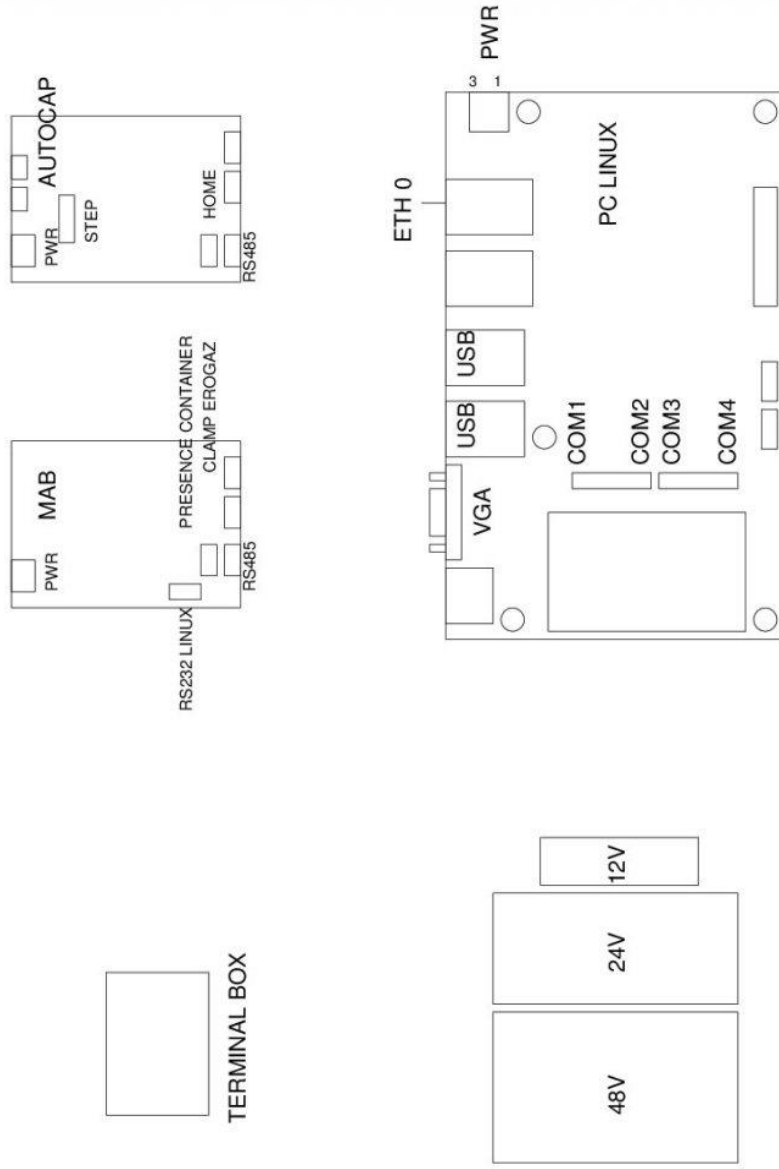 TERMINAL BOX
MAB
PWR
RS232 LINUX
RS485
PRESENCE CONTAINER
CLAMP EROGAZ
AUTOCAP
PWR
STEP
HOME
RS485
48V
24V
12V
VGA
USB
USB
ETH 0
PWR
3
1
COM1
COM2
COM3
COM4
PC LINUX